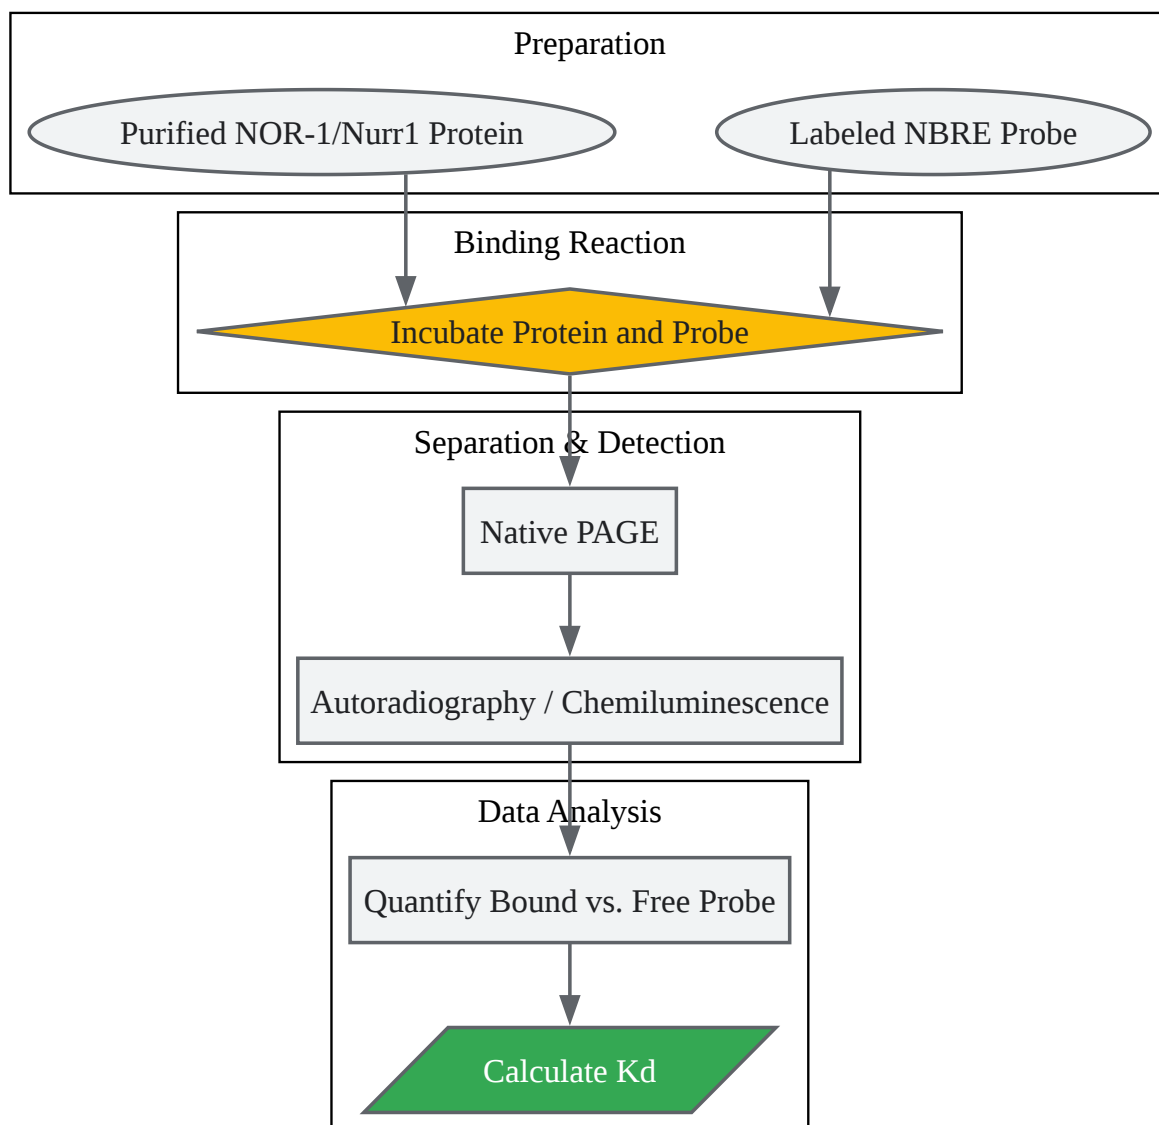 Preparation
Purified NOR-1/Nurr1 Protein
Labeled NBRE Probe
Binding Reaction
Incubate Protein and Probe
Separation & Detection
Native PAGE
Autoradiography / Chemiluminescence
Data Analysis
Quantify Bound vs. Free Probe
Calculate Kd